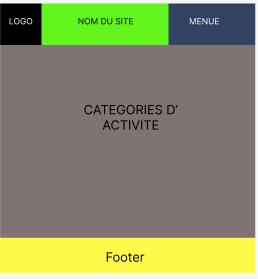 LOGO NOM DU SITE MENUE
CATEGORIES D’
ACTIVITE
Footer